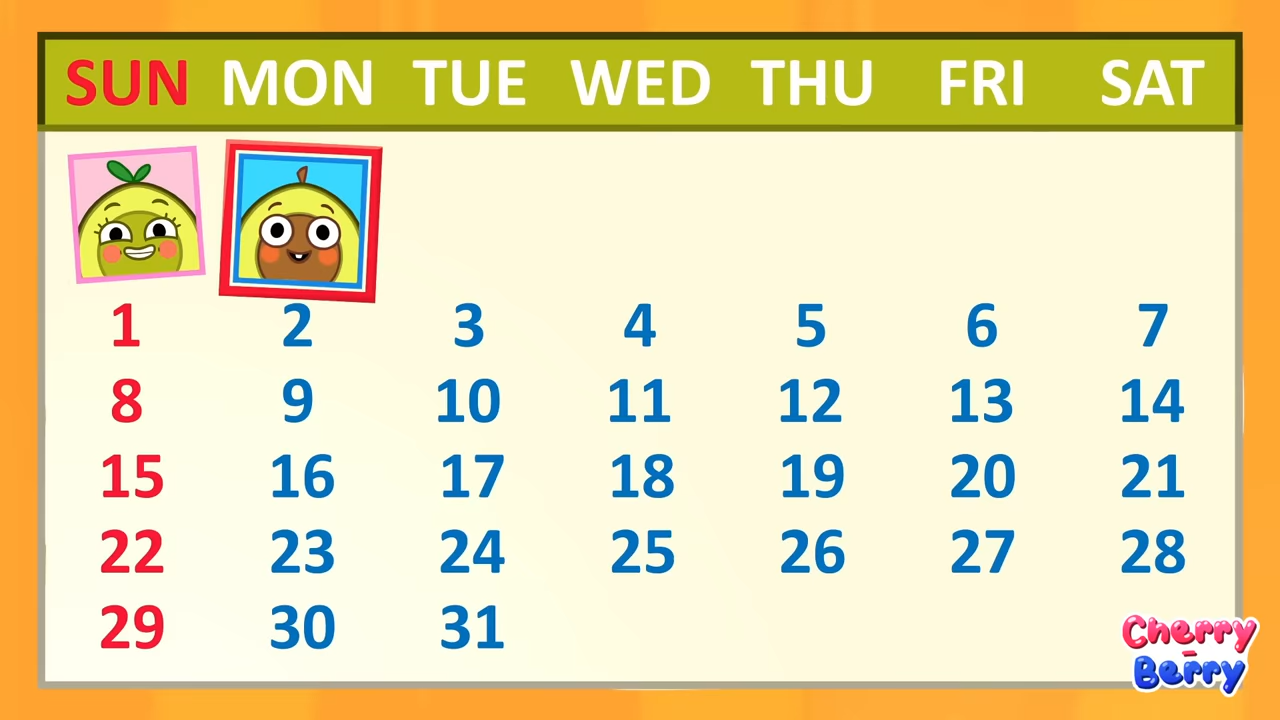 SUN MON TUE WED THU FRI SAT
1 2 3 4 5 6 7
8 9 10 11 12 13 14
15 16 17 18 19 20 21
22 23 24 25 26 27 28
29 30 31
Cherry
-
Berry